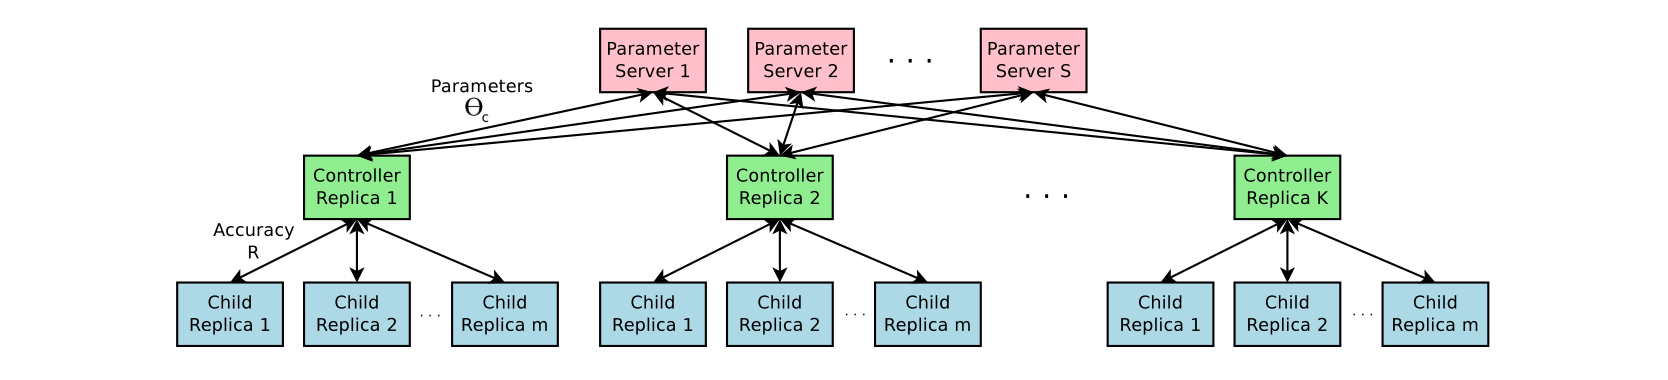 Parameter
Server 1
Parameter
Server 2
. . .
Parameter
Server S
Parameters
Θc
Controller
Replica 1
Controller
Replica 2
. . .
Controller
Replica K
Accuracy
R
Child
Replica 1
Child
Replica 2
. . .
Child
Replica m
Child
Replica 1
Child
Replica 2
. . .
Child
Replica m
Child
Replica 1
Child
Replica 2
. . .
Child
Replica m